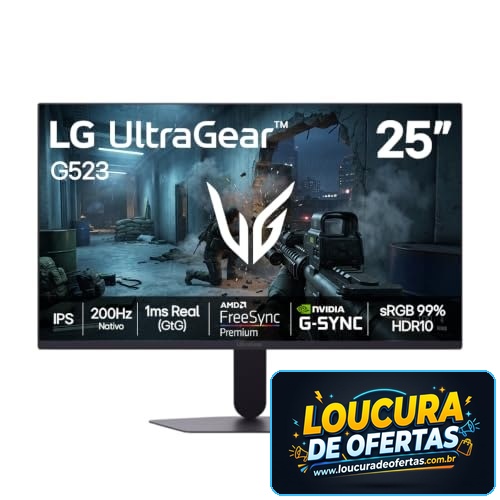 LG UltraGear™
25"
G523
IPS
200Hz
Nativo
1ms Real
(GtG)
AMD
FreeSync
Premium
NVIDIA
G-SYNC
sRGB 99%
HDR10
UltraGear
LOUCURA
DE OFERTAS
www.loucuradeofertas.com.br